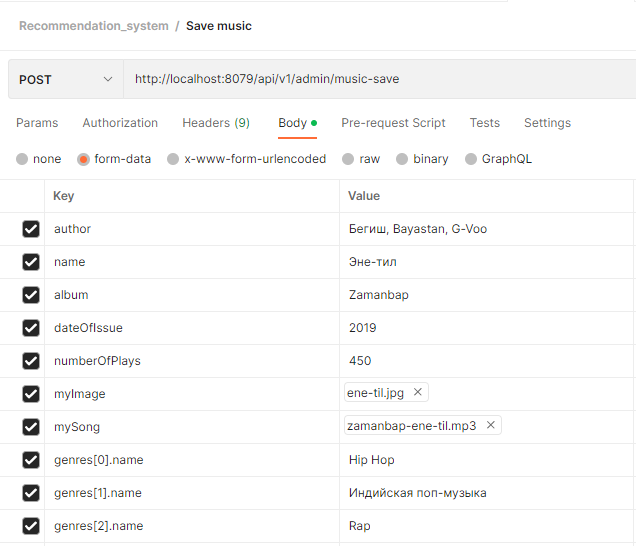 Recommendation_system / Save music
POST http://localhost:8079/api/v1/admin/music-save
Params Authorization Headers (9) Body Pre-request Script Tests Settings
none form-data x-www-form-urlencoded raw binary GraphQL
Key Value
author Бегиш, Bayastan, G-Voo
name Эне-тил
album Zamanbap
dateOfIssue 2019
numberOfPlays 450
myImage ene-til.jpg
mySong zamanbap-ene-til.mp3
genres[0].name Hip Hop
genres[1].name Индийская поп-музыка
genres[2].name Rap